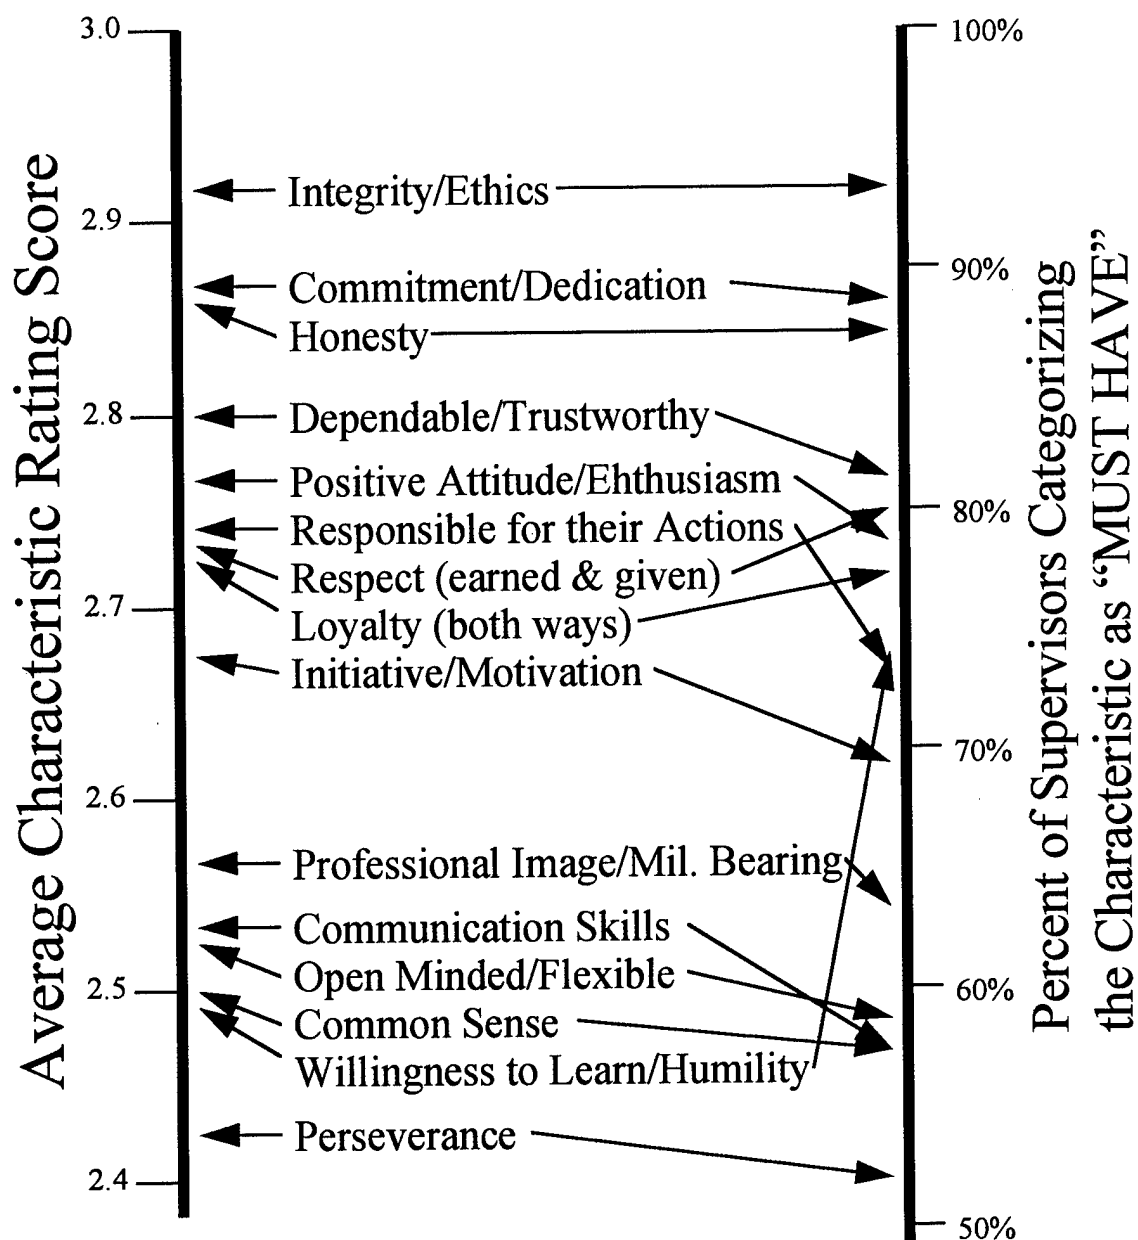 Average Characteristic Rating Score
3.0
2.9
2.8
2.7
2.6
2.5
2.4
Integrity/Ethics
Commitment/Dedication
Honesty
Dependable/Trustworthy
Positive Attitude/Ehthusiasm
Responsible for their Actions
Respect (earned & given)
Loyalty (both ways)
Initiative/Motivation
Professional Image/Mil. Bearing
Communication Skills
Open Minded/Flexible
Common Sense
Willingness to Learn/Humility
Perseverance
100%
90%
80%
70%
60%
50%
Percent of Supervisors Categorizing
the Characteristic as “MUST HAVE”